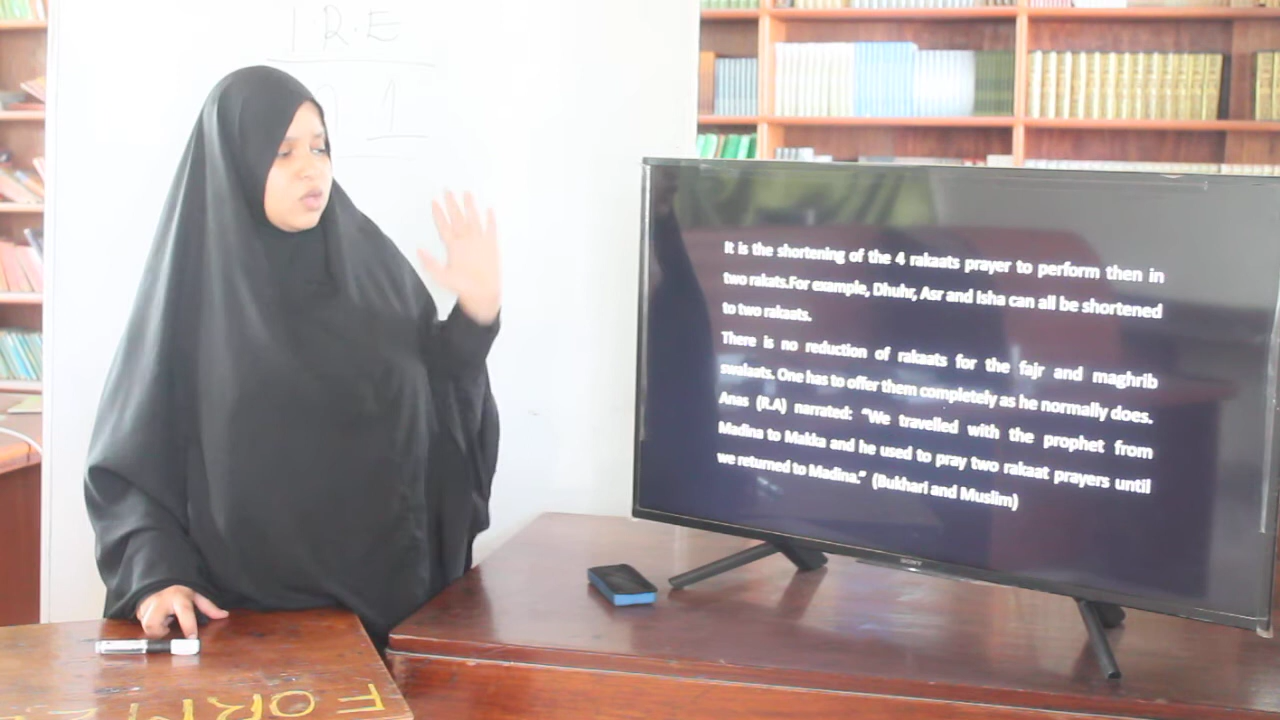 I.R.E
1
It is the shortening of the 4 rakaats prayer to perform then in
two rakats.For example, Dhuhr, Asr and Isha can all be shortened
to two rakaats.
There is no reduction of rakaats for the fajr and maghrib
swalaats. One has to offer them completely as he normally does.
Anas (R.A) narrated: “We travelled with the prophet from
Madina to Makka and he used to pray two rakaat prayers until
we returned to Madina.” (Bukhari and Muslim)
SONY
FORM